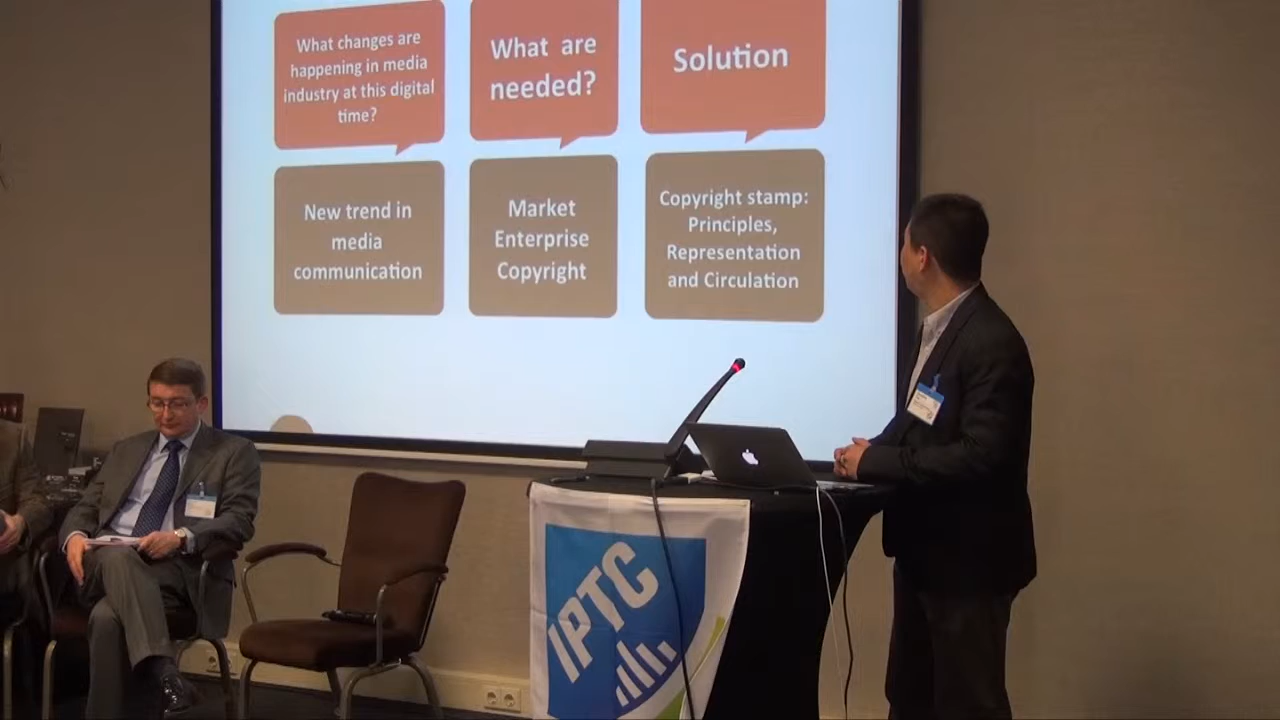 What changes are
happening in media
industry at this digital
time?
What are
needed?
Solution
New trend in
media
communication
Market
Enterprise
Copyright
Copyright stamp:
Principles,
Representation
and Circulation
IPTC